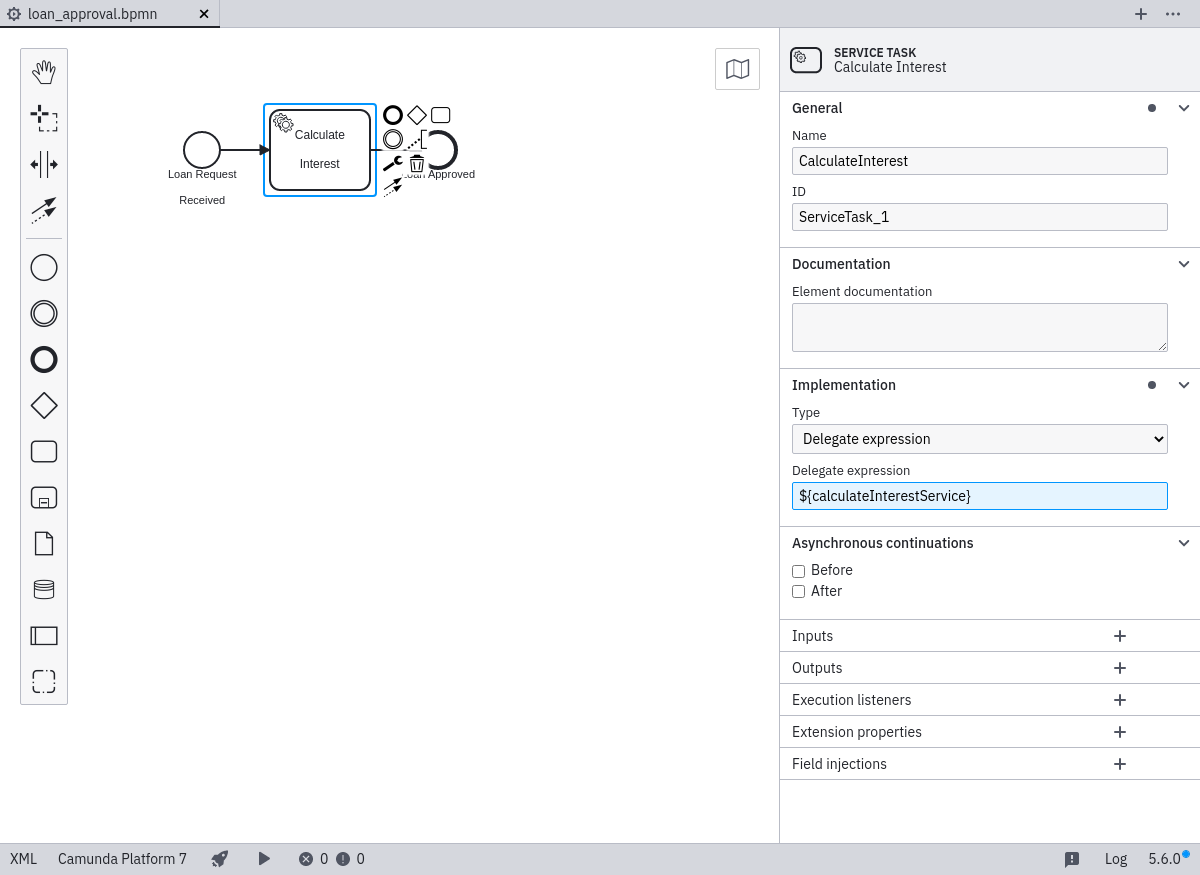 loan_approval.bpmn
SERVICE TASK
Calculate Interest
General
Name
CalculateInterest
ID
ServiceTask_1
Documentation
Element documentation
Implementation
Type
Delegate expression
Delegate expression
${calculateInterestService}
Asynchronous continuations
Before
After
Inputs
Outputs
Execution listeners
Extension properties
Field injections
Calculate
Interest
Loan Request
Received
Approved
XML Camunda Platform 7 0 0 Log 5.6.0